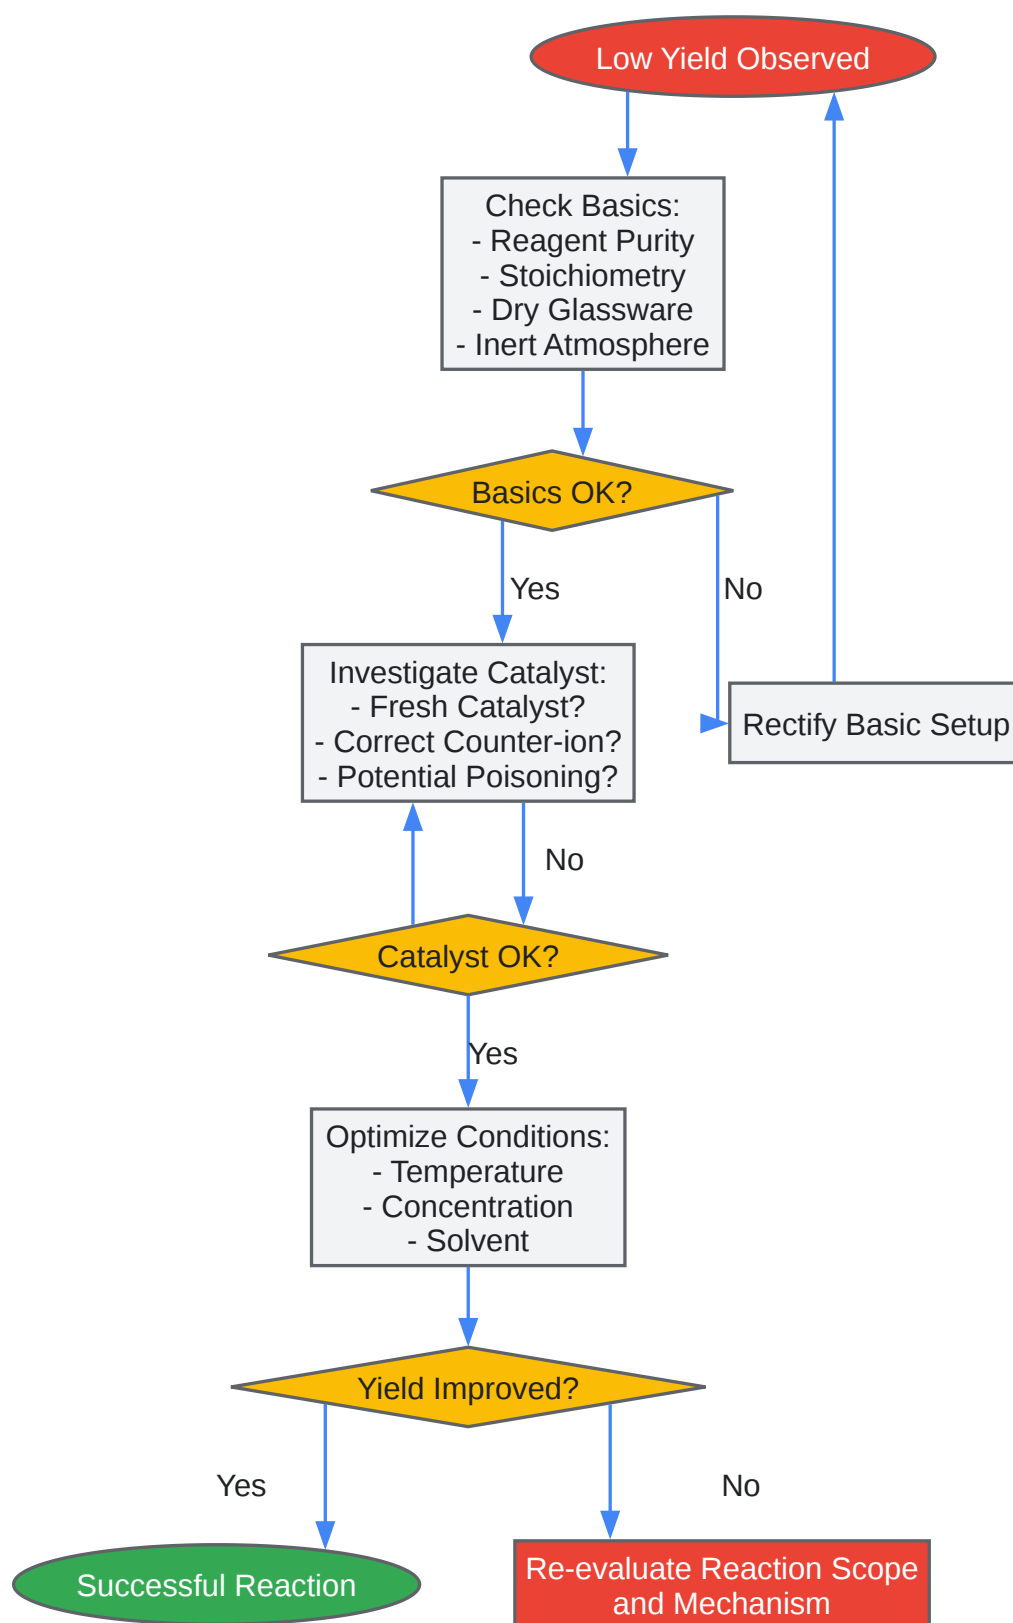 Low Yield Observed
Check Basics:
- Reagent Purity
- Stoichiometry
- Dry Glassware
- Inert Atmosphere
Basics OK?
Yes
No
Investigate Catalyst:
- Fresh Catalyst?
- Correct Counter-ion?
- Potential Poisoning?
Rectify Basic Setup
No
Catalyst OK?
Yes
Optimize Conditions:
- Temperature
- Concentration
- Solvent
Yield Improved?
Yes
No
Successful Reaction
Re-evaluate Reaction Scope
and Mechanism